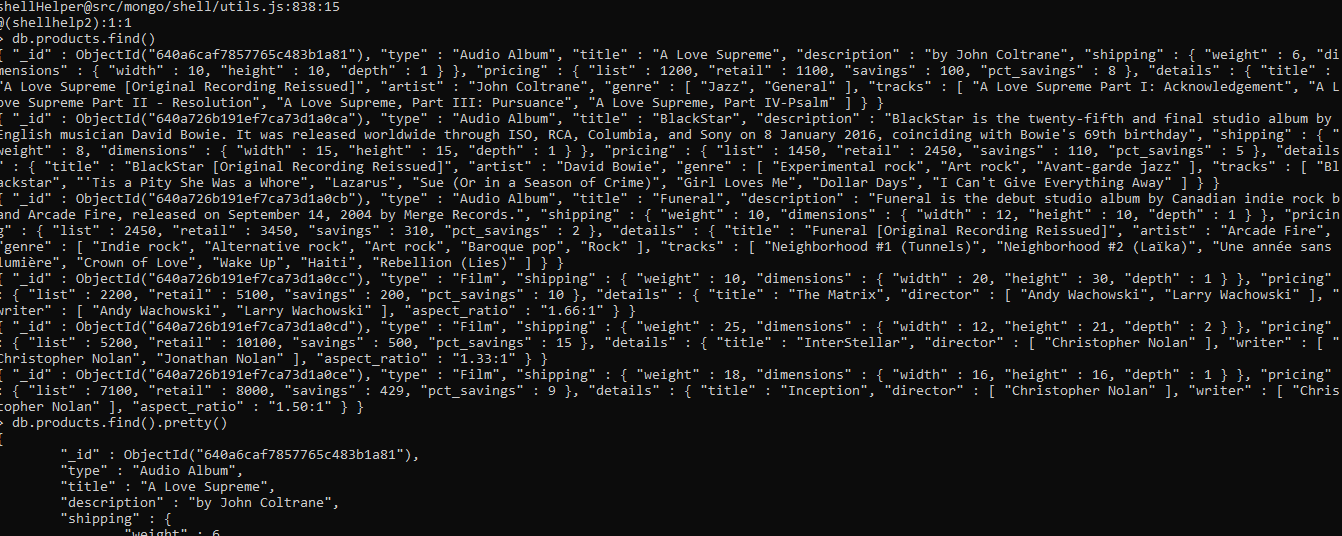 shellHelper@src/mongo/shell/utils.js:838:15
@(shellhelp2):1:1
> db.products.find()
{ "_id" : ObjectId("640a6caf7857765c483b1a81"), "type" : "Audio Album", "title" : "A Love Supreme", "description" : "by John Coltrane", "shipping" : { "weight" : 6, "di
mensions" : { "width" : 10, "height" : 10, "depth" : 1 } }, "pricing" : { "list" : 1200, "retail" : 1100, "savings" : 100, "pct_savings" : 8 }, "details" : { "title" :
"A Love Supreme [Original Recording Reissued]", "artist" : "John Coltrane", "genre" : [ "Jazz", "General" ], "tracks" : [ "A Love Supreme Part I: Acknowledgement", "A L
ove Supreme Part II - Resolution", "A Love Supreme, Part III: Pursuance", "A Love Supreme, Part IV-Psalm" ] } }
{ "_id" : ObjectId("640a726b191ef7ca73d1a0ca"), "type" : "Audio Album", "title" : "BlackStar", "description" : "BlackStar is the twenty-fifth and final studio album by
English musician David Bowie. It was released worldwide through ISO, RCA, Columbia, and Sony on 8 January 2016, coinciding with Bowie's 69th birthday", "shipping" : { "
weight" : 8, "dimensions" : { "width" : 15, "height" : 15, "depth" : 1 } }, "pricing" : { "list" : 1450, "retail" : 2450, "savings" : 110, "pct_savings" : 5 }, "details
" : { "title" : "BlackStar [Original Recording Reissued]", "artist" : "David Bowie", "genre" : [ "Experimental rock", "Art rock", "Avant-garde jazz" ], "tracks" : [ "Bl
ackstar", "'Tis a Pity She Was a Whore", "Lazarus", "Sue (Or in a Season of Crime)", "Girl Loves Me", "Dollar Days", "I Can't Give Everything Away" ] } }
{ "_id" : ObjectId("640a726b191ef7ca73d1a0cb"), "type" : "Audio Album", "title" : "Funeral", "description" : "Funeral is the debut studio album by Canadian indie rock b
and Arcade Fire, released on September 14, 2004 by Merge Records.", "shipping" : { "weight" : 10, "dimensions" : { "width" : 12, "height" : 10, "depth" : 1 } }, "pricin
g" : { "list" : 2450, "retail" : 3450, "savings" : 310, "pct_savings" : 2 }, "details" : { "title" : "Funeral [Original Recording Reissued]", "artist" : "Arcade Fire",
"genre" : [ "Indie rock", "Alternative rock", "Art rock", "Baroque pop", "Rock" ], "tracks" : [ "Neighborhood #1 (Tunnels)", "Neighborhood #2 (Laïka)", "Une année sans
lumière", "Crown of Love", "Wake Up", "Haiti", "Rebellion (Lies)" ] } }
{ "_id" : ObjectId("640a726b191ef7ca73d1a0cc"), "type" : "Film", "shipping" : { "weight" : 10, "dimensions" : { "width" : 20, "height" : 30, "depth" : 1 } }, "pricing"
: { "list" : 2200, "retail" : 5100, "savings" : 200, "pct_savings" : 10 }, "details" : { "title" : "The Matrix", "director" : [ "Andy Wachowski", "Larry Wachowski" ], "
writer" : [ "Andy Wachowski", "Larry Wachowski" ], "aspect_ratio" : "1.66:1" } }
{ "_id" : ObjectId("640a726b191ef7ca73d1a0cd"), "type" : "Film", "shipping" : { "weight" : 25, "dimensions" : { "width" : 12, "height" : 21, "depth" : 2 } }, "pricing"
: { "list" : 5200, "retail" : 10100, "savings" : 500, "pct_savings" : 15 }, "details" : { "title" : "InterStellar", "director" : [ "Christopher Nolan" ], "writer" : [ "
Christopher Nolan", "Jonathan Nolan" ], "aspect_ratio" : "1.33:1" } }
{ "_id" : ObjectId("640a726b191ef7ca73d1a0ce"), "type" : "Film", "shipping" : { "weight" : 18, "dimensions" : { "width" : 16, "height" : 16, "depth" : 1 } }, "pricing"
: { "list" : 7100, "retail" : 8000, "savings" : 429, "pct_savings" : 9 }, "details" : { "title" : "Inception", "director" : [ "Christopher Nolan" ], "writer" : [ "Chris
topher Nolan" ], "aspect_ratio" : "1.50:1" } }
> db.products.find().pretty()
{
"_id" : ObjectId("640a6caf7857765c483b1a81"),
"type" : "Audio Album",
"title" : "A Love Supreme",
"description" : "by John Coltrane",
"shipping" : {
"weight" : 6